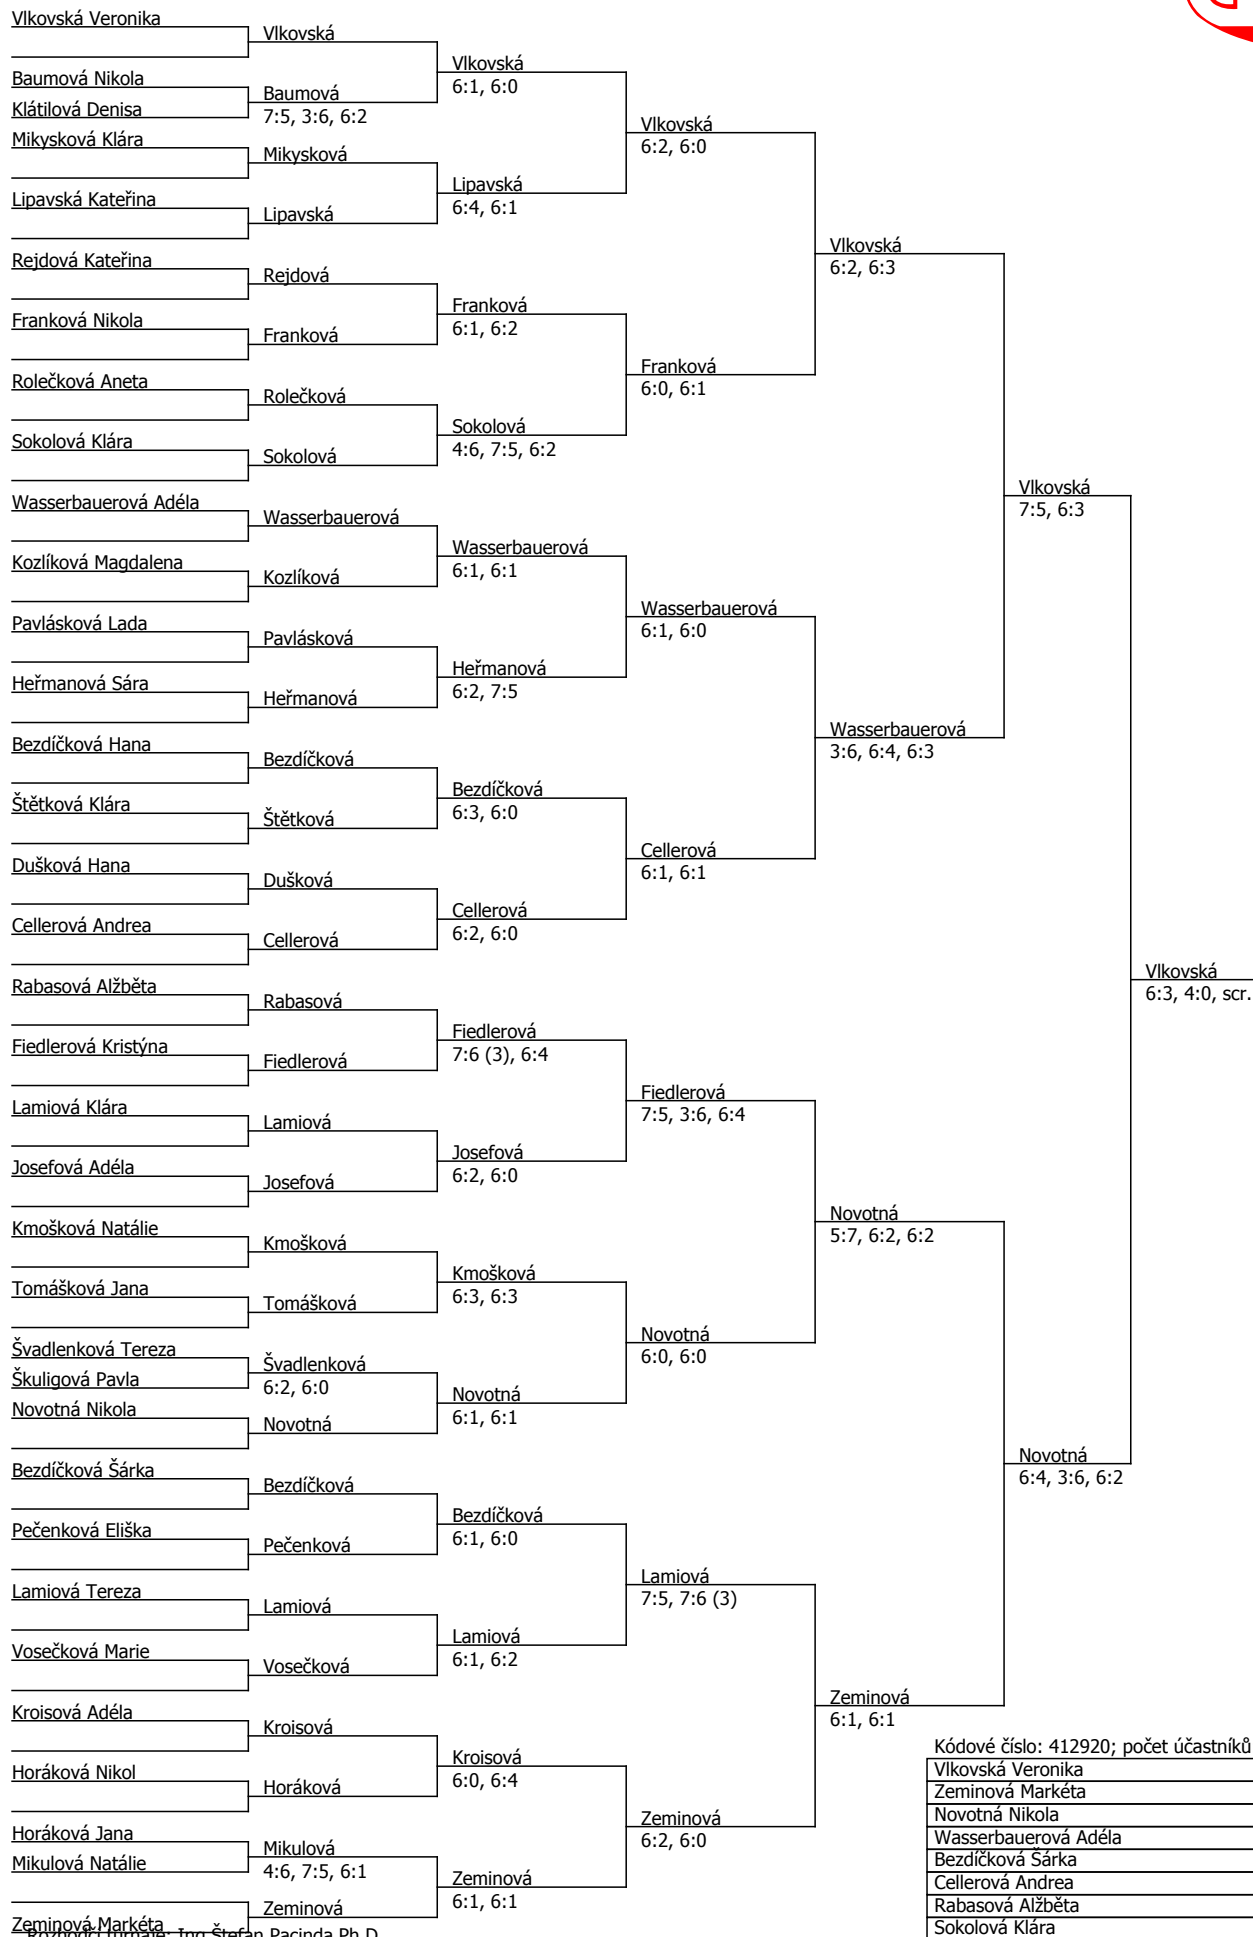 Vlkovská Veronika
Baumová Nikola
Klátilová Denisa
Mikysková Klára
Lipavská Kateřina
Rejdová Kateřina
Franková Nikola
Rolečková Aneta
Sokolová Klára
Wasserbauerová Adéla
Kozlíková Magdalena
Pavlásková Lada
Heřmanová Sára
Bezdíčková Hana
Štětková Klára
Dušková Hana
Cellerová Andrea
Rabasová Alžběta
Fiedlerová Kristýna
Lamiová Klára
Josefová Adéla
Kmošková Natálie
Tomášková Jana
Švadlenková Tereza
Škuligová Pavla
Novotná Nikola
Bezdíčková Šárka
Pečenková Eliška
Lamiová Tereza
Vosečková Marie
Kroisová Adéla
Horáková Nikol
Horáková Jana
Mikulová Natálie
Zeminová Markéta
Rozhodčí turnaje: Ing Štefan Pacinda Ph.D.
Vlkovská
Baumová
7:5, 3:6, 6:2
Mikysková
Lipavská
Rejdová
Franková
Rolečková
Sokolová
Wasserbauerová
Kozlíková
Pavlásková
Heřmanová
Bezdíčková
Štětková
Dušková
Cellerová
Rabasová
Fiedlerová
Lamiová
Josefová
Kmošková
Tomášková
Švadlenková
6:2, 6:0
Novotná
Bezdíčková
Pečenková
Lamiová
Vosečková
Kroisová
Horáková
Mikulová
4:6, 7:5, 6:1
Zeminová
Vlkovská
6:1, 6:0
Lipavská
6:4, 6:1
Franková
6:1, 6:2
Sokolová
4:6, 7:5, 6:2
Wasserbauerová
6:1, 6:1
Heřmanová
6:2, 7:5
Bezdíčková
6:3, 6:0
Cellerová
6:2, 6:0
Fiedlerová
7:6 (3), 6:4
Josefová
6:2, 6:0
Kmošková
6:3, 6:3
Novotná
6:1, 6:1
Bezdíčková
6:1, 6:0
Lamiová
6:1, 6:2
Kroisová
6:0, 6:4
Zeminová
6:1, 6:1
Vlkovská
6:2, 6:0
Franková
6:0, 6:1
Wasserbauerová
6:1, 6:0
Cellerová
6:1, 6:1
Fiedlerová
7:5, 3:6, 6:4
Novotná
6:0, 6:0
Lamiová
7:5, 7:6 (3)
Zeminová
6:2, 6:0
Vlkovská
6:2, 6:3
Wasserbauerová
3:6, 6:4, 6:3
Novotná
5:7, 6:2, 6:2
Zeminová
6:1, 6:1
Vlkovská
7:5, 6:3
Novotná
6:4, 3:6, 6:2
Vlkovská
6:3, 4:0, scr.
Kódové číslo: 412920; počet účastníků
Vlkovská Veronika
Zeminová Markéta
Novotná Nikola
Wasserbauerová Adéla
Bezdíčková Šárka
Cellerová Andrea
Rabasová Alžběta
Sokolová Klára